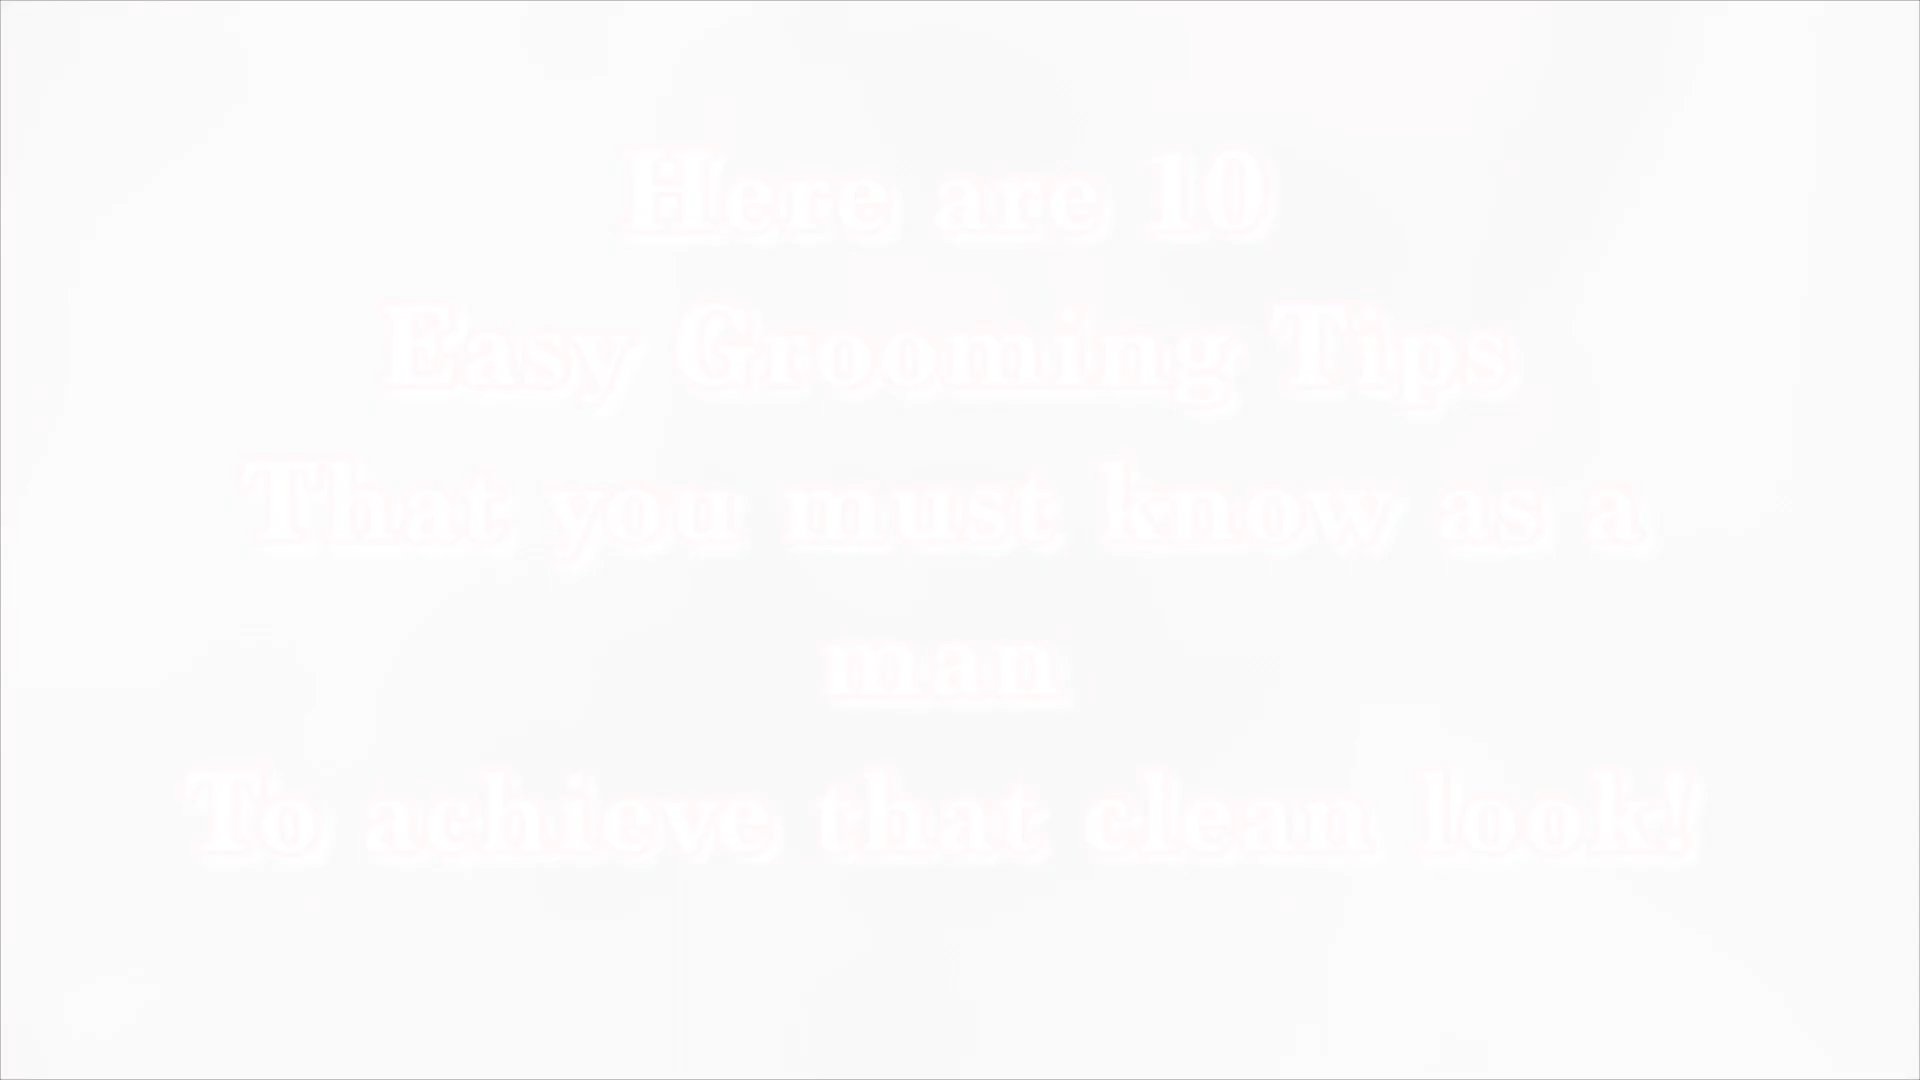 Here are 10
Easy Grooming Tips
That you must know as a
man
To achieve that clean look!